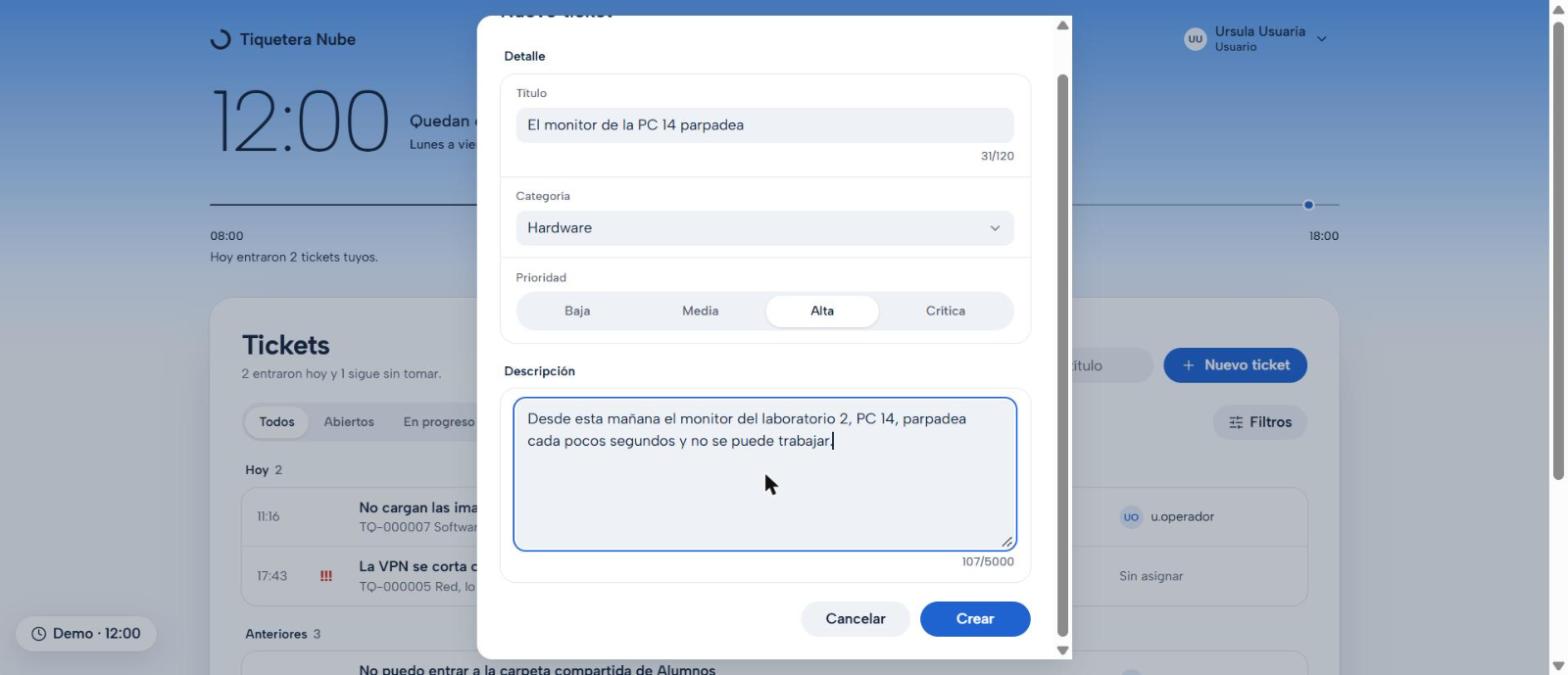 Tiquetera Nube
Ursula Usuaria
Usuario
UU
12:00
Quedan
Lunes a vie
08:00
18:00
Hoy entraron 2 tickets tuyos.
Nuevo ticket
Detalle
Título
El monitor de la PC 14 parpadea
31/120
Categoría
Hardware
Prioridad
Baja
Media
Alta
Crítica
Descripción
Desde esta mañana el monitor del laboratorio 2, PC 14, parpadea
cada pocos segundos y no se puede trabajar.
107/5000
Cancelar
Crear
Tickets
2 entraron hoy y 1 sigue sin tomar.
título
+ Nuevo ticket
Todos
Abiertos
En progreso
Filtros
Hoy 2
11:16
No cargan las ima
TQ-000007 Softwar
UO
u.operador
17:43
!!!
La VPN se corta c
TQ-000005 Red, lo
Sin asignar
Demo · 12:00
Anteriores 3
No puedo entrar a la carpeta compartida de Alumnos